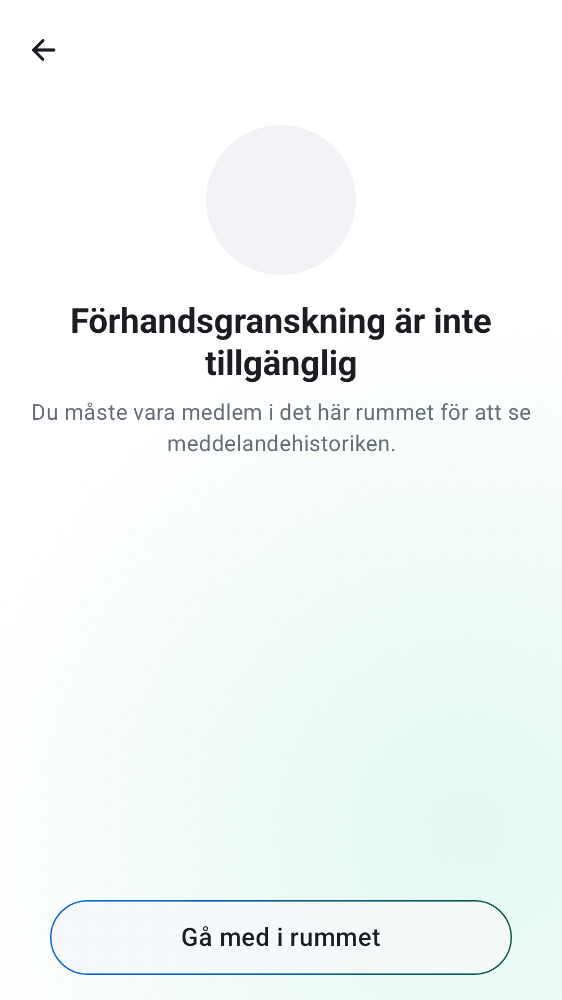 Förhandsgranskning är inte
tillgänglig
Du måste vara medlem i det här rummet för att se
meddelandehistoriken.
Gå med i rummet